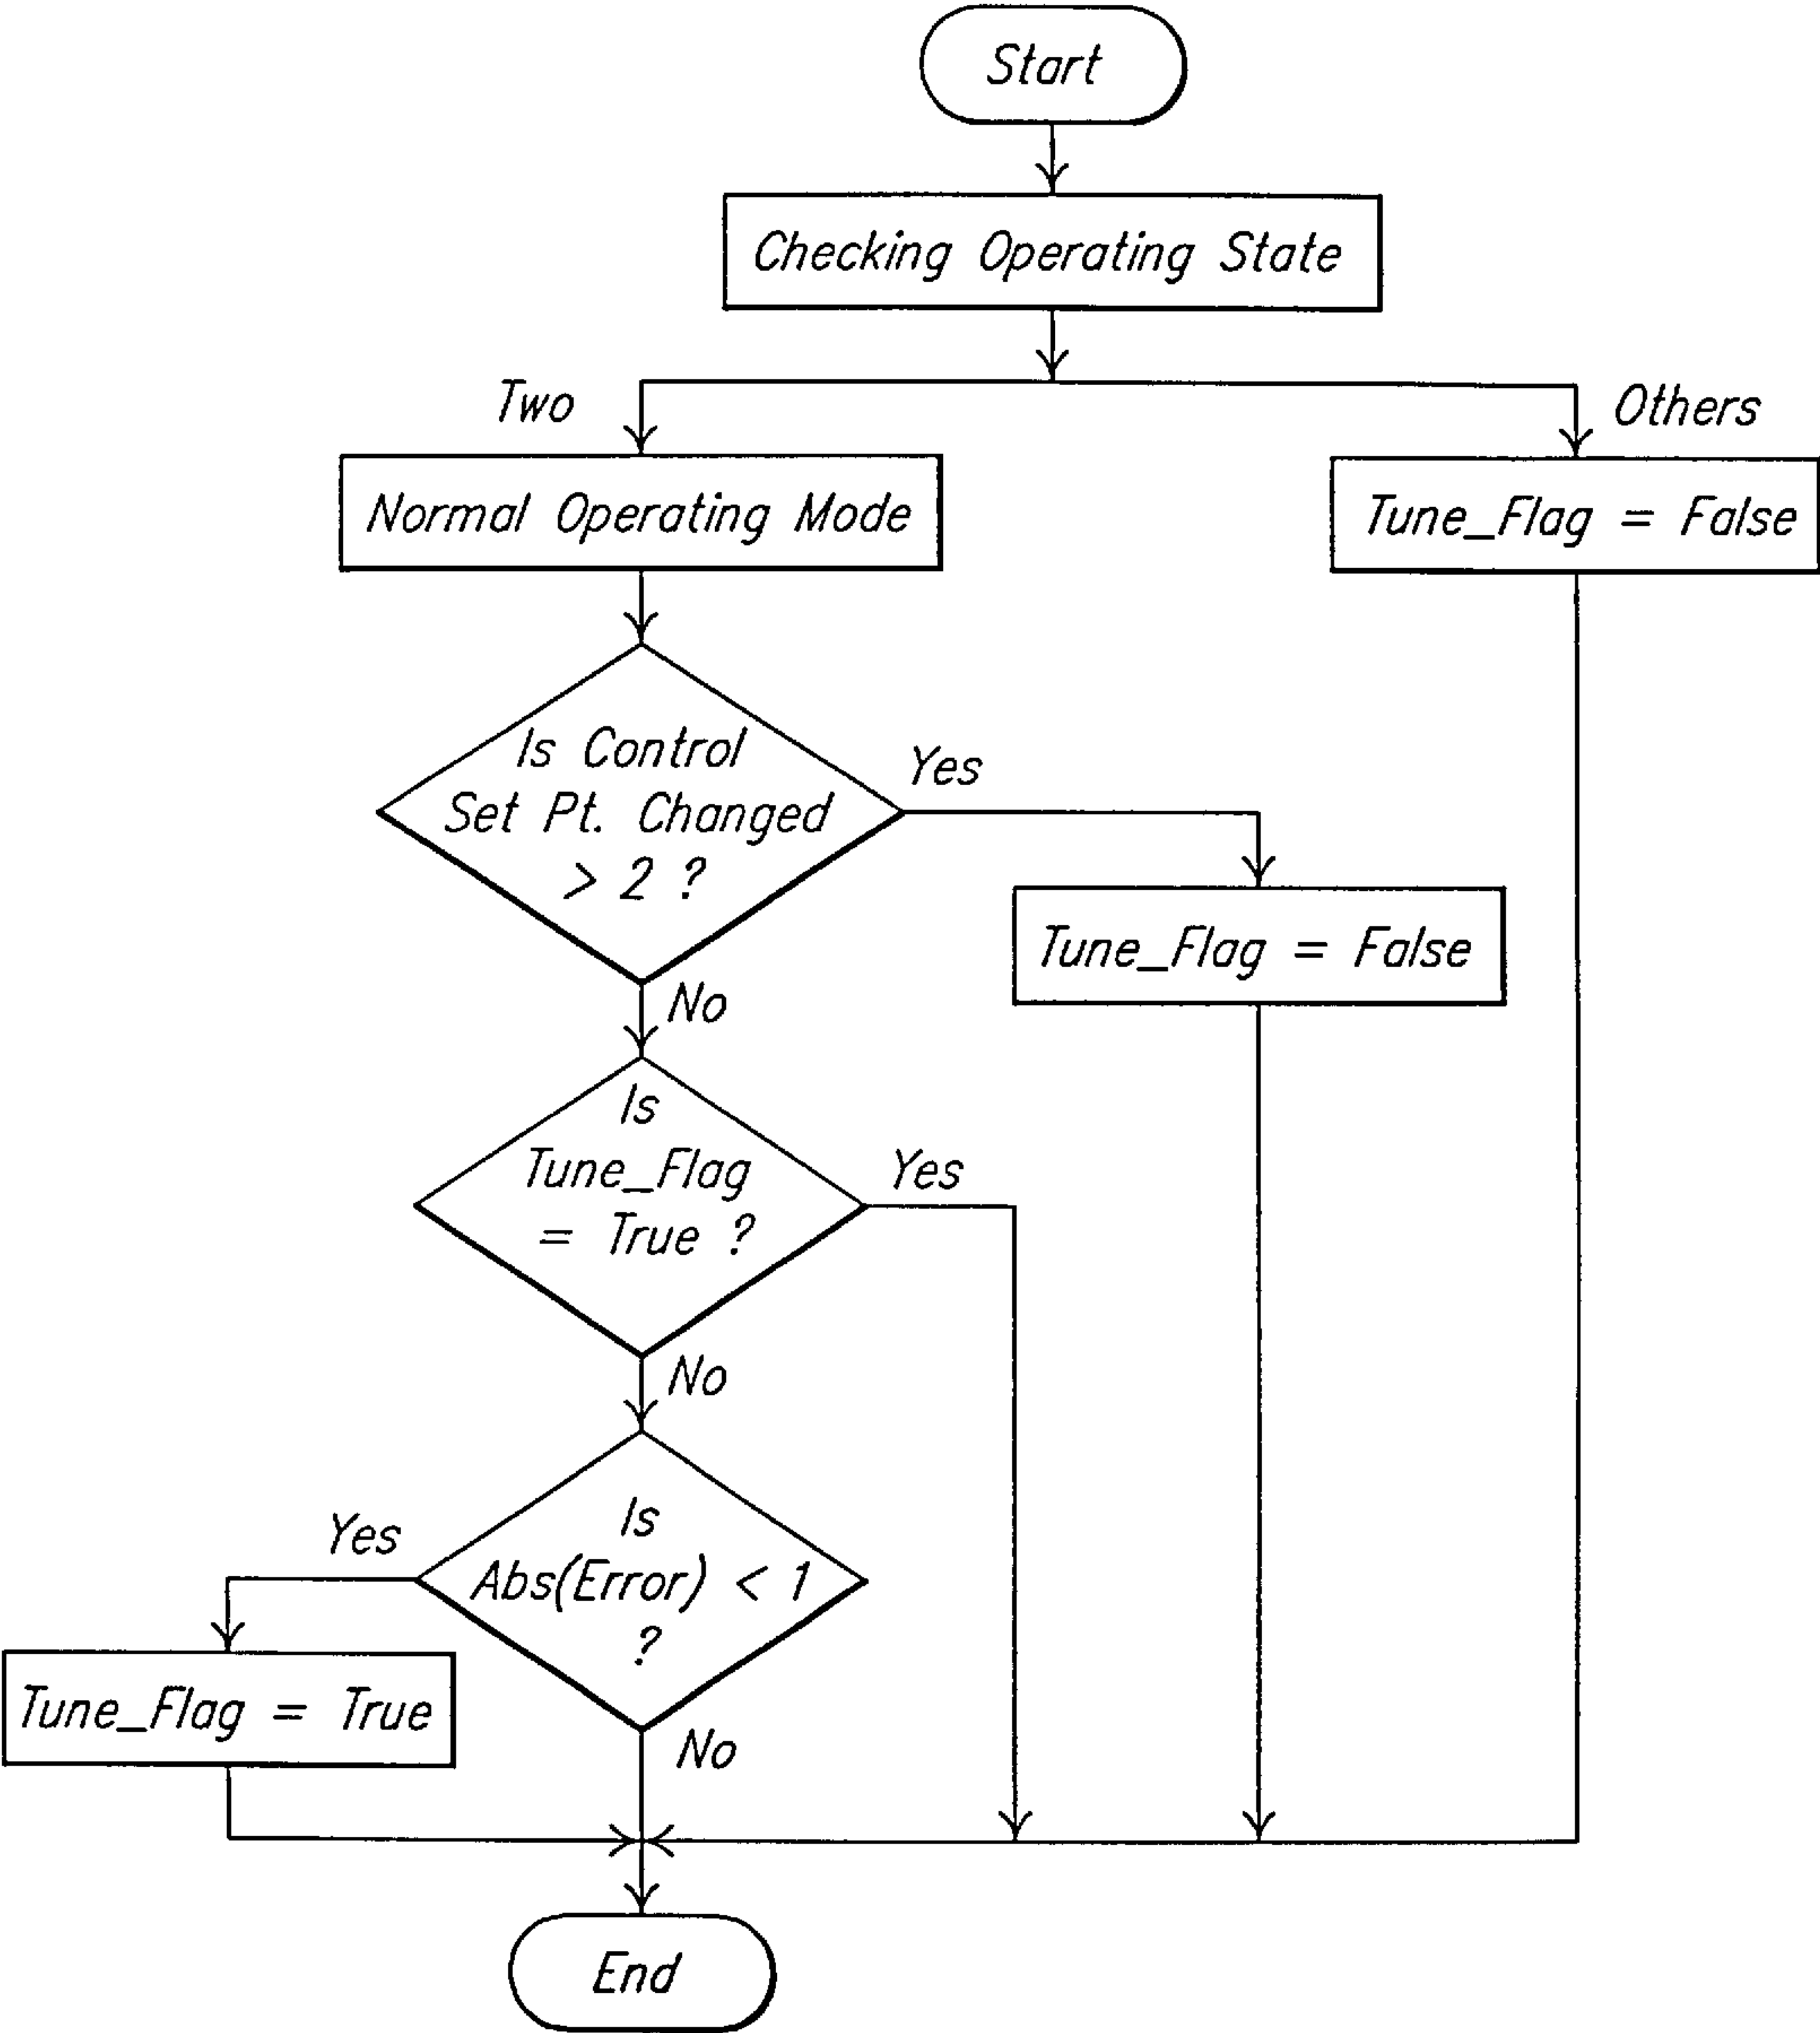 Start
Checking Operating State
Two
Others
Normal Operating Mode
Tune_Flag = False
Is Control
Set Pt. Changed
> 2 ?
Yes
Tune_Flag = False
No
Is
Tune_Flag
= True ?
Yes
No
Is
Abs(Error) < 1
?
Yes
Tune_Flag = True
No
End